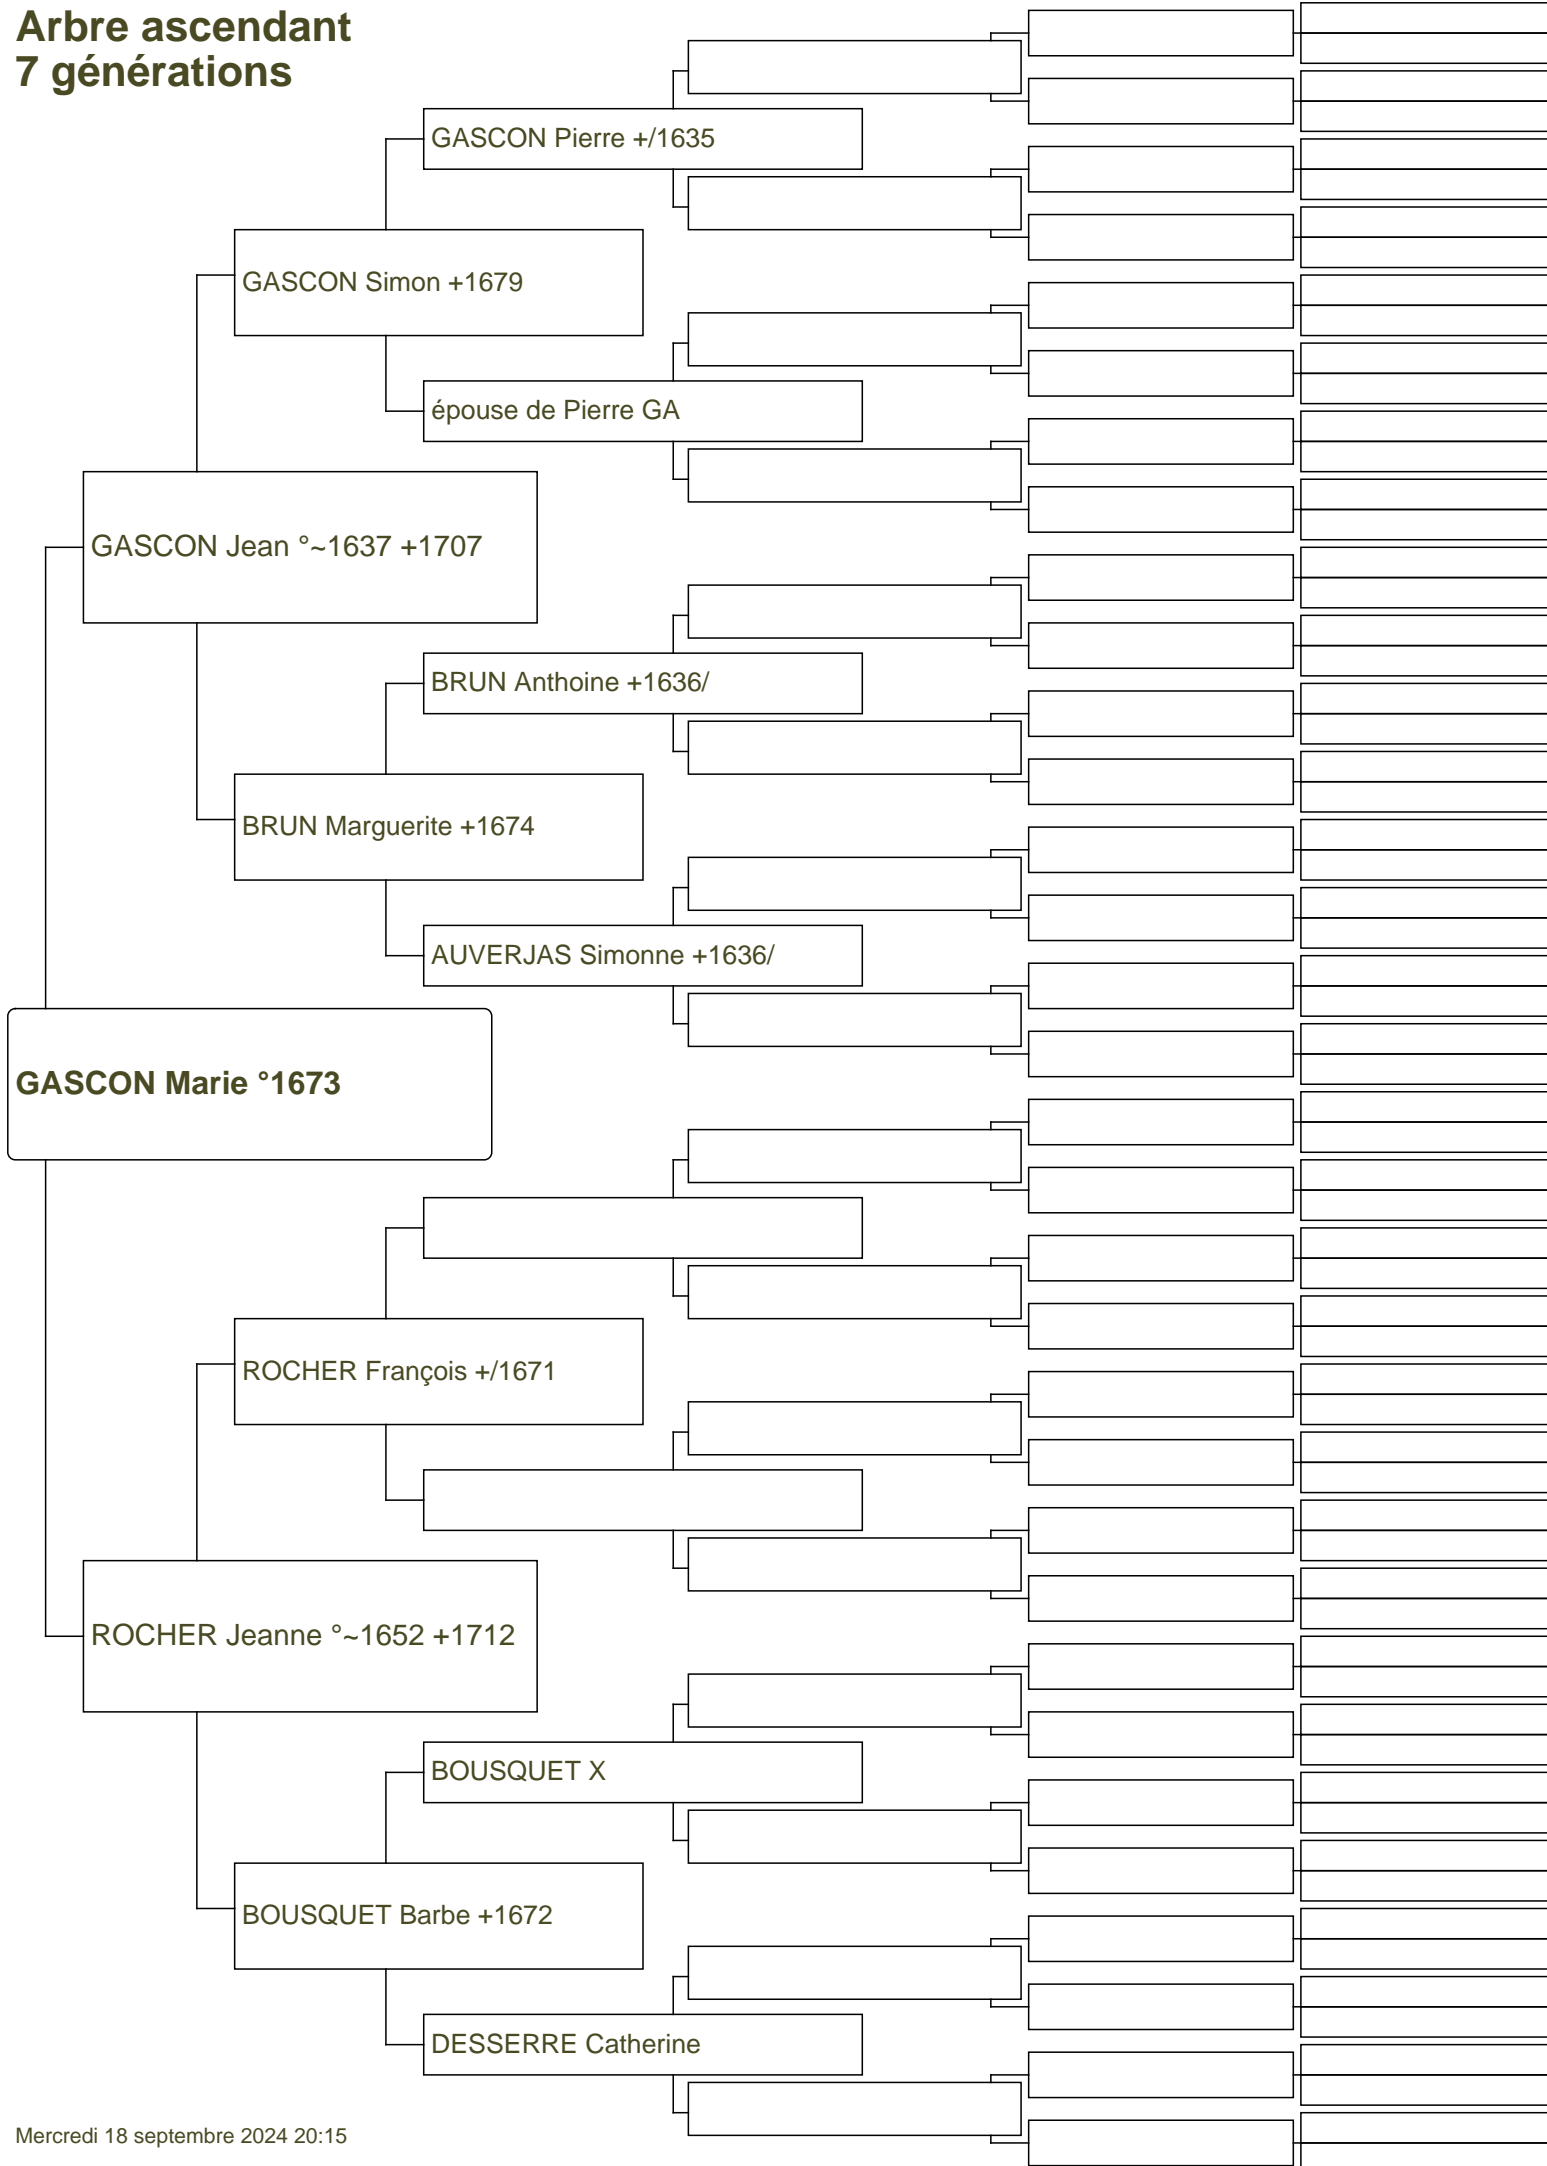 Arbre ascendant
7 générations
GASCON Pierre +/1635
GASCON Simon +1679
épouse de Pierre GA
GASCON Jean °~1637 +1707
BRUN Anthoine +1636/
BRUN Marguerite +1674
AUVERJAS Simonne +1636/
GASCON Marie °1673
ROCHER François +/1671
ROCHER Jeanne °~1652 +1712
BOUSQUET X
BOUSQUET Barbe +1672
DESSERRE Catherine
Mercredi 18 septembre 2024 20:15